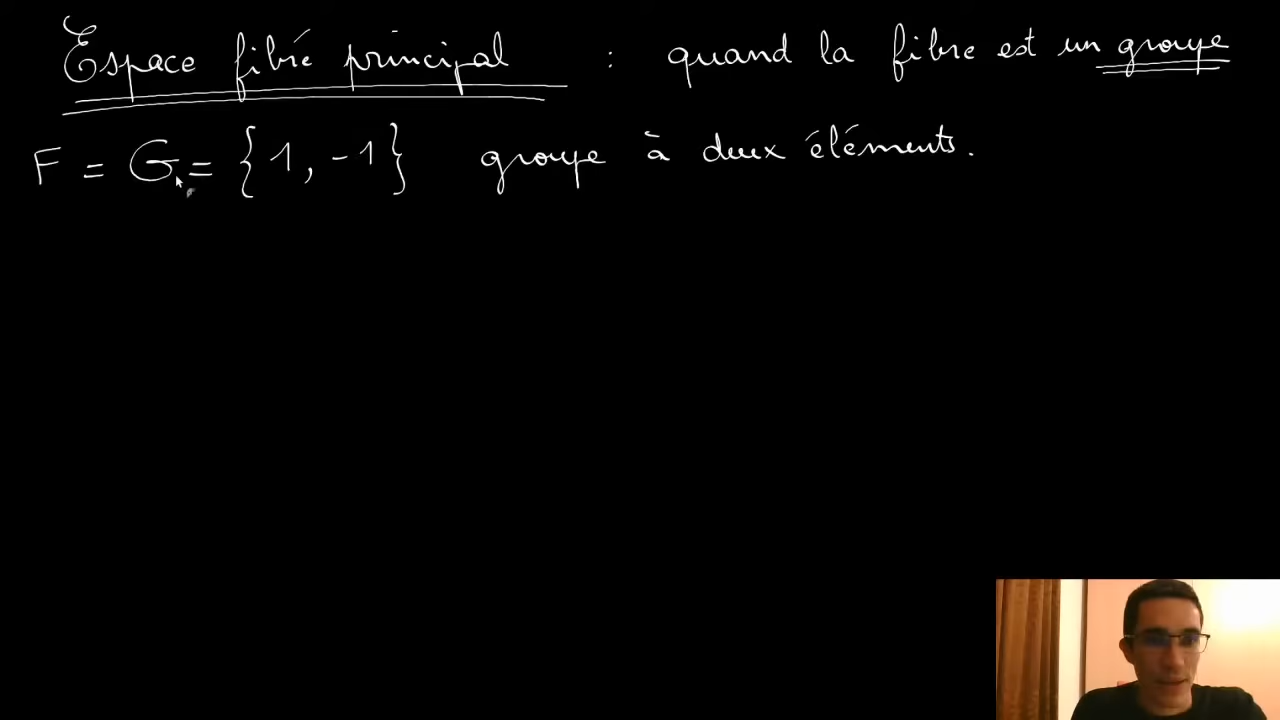 Espace fibré principal : quand la fibre est un groupe
F = G = {1, -1} groupe à deux éléments.